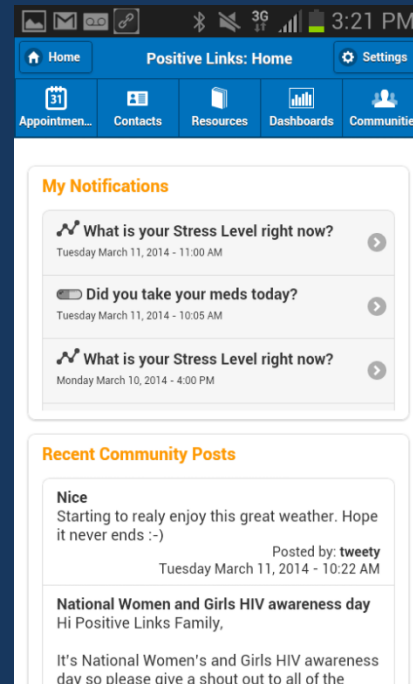 3G 3:21 PM
Home Positive Links: Home Settings
31
Appointmen... Contacts Resources Dashboards Communitie
My Notifications
What is your Stress Level right now?
Tuesday March 11, 2014 - 11:00 AM
Did you take your meds today?
Tuesday March 11, 2014 - 10:05 AM
What is your Stress Level right now?
Monday March 10, 2014 - 4:00 PM
Recent Community Posts
Nice
Starting to realy enjoy this great weather. Hope
it never ends :-)
Posted by: tweety
Tuesday March 11, 2014 - 10:22 AM
National Women and Girls HIV awareness day
Hi Positive Links Family,
It's National Women's and Girls HIV awareness
day so please give a shout out to all of the